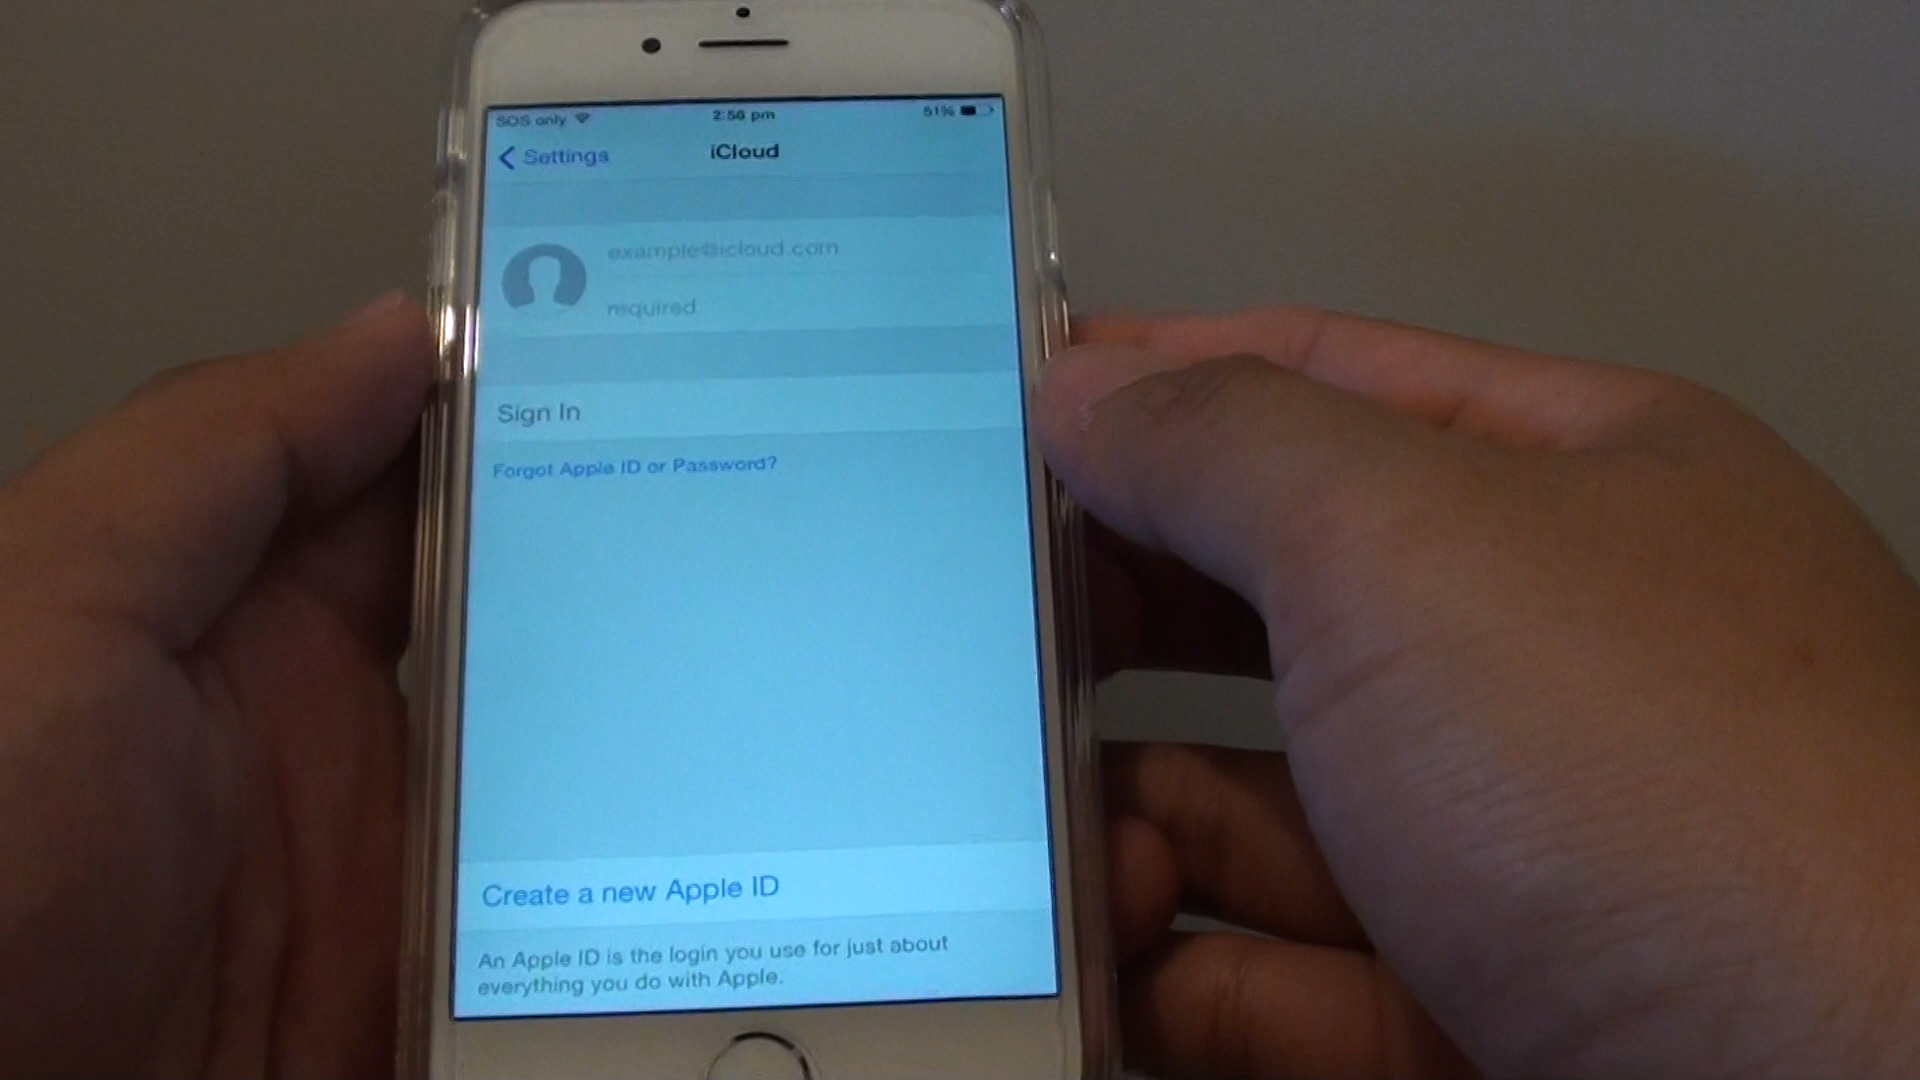 SOS only 2:56 pm 51%
Settings iCloud
example@icloud.com
required
Sign In
Forgot Apple ID or Password?
Create a new Apple ID
An Apple ID is the login you use for just about
everything you do with Apple.